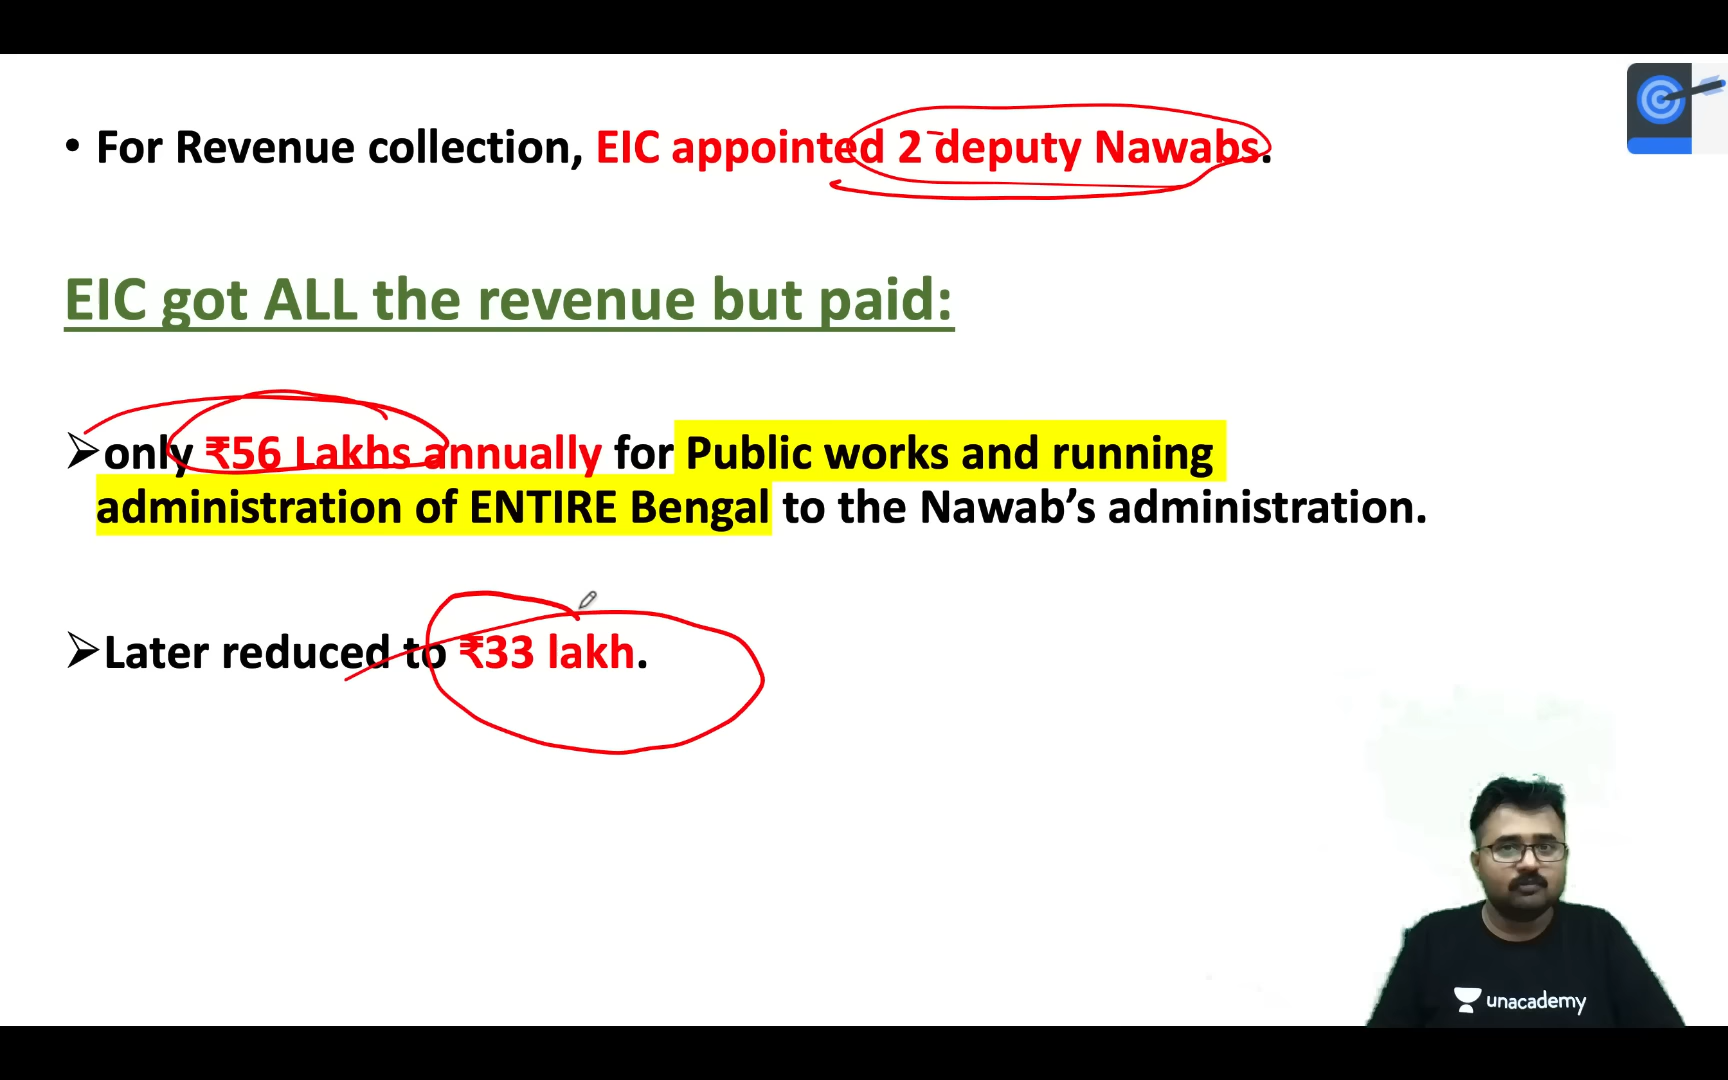 • For Revenue collection, EIC appointed 2 deputy Nawabs.
EIC got ALL the revenue but paid:
➢only ₹56 Lakhs annually for Public works and running
administration of ENTIRE Bengal to the Nawab’s administration.
➢Later reduced to ₹33 lakh.
unacademy